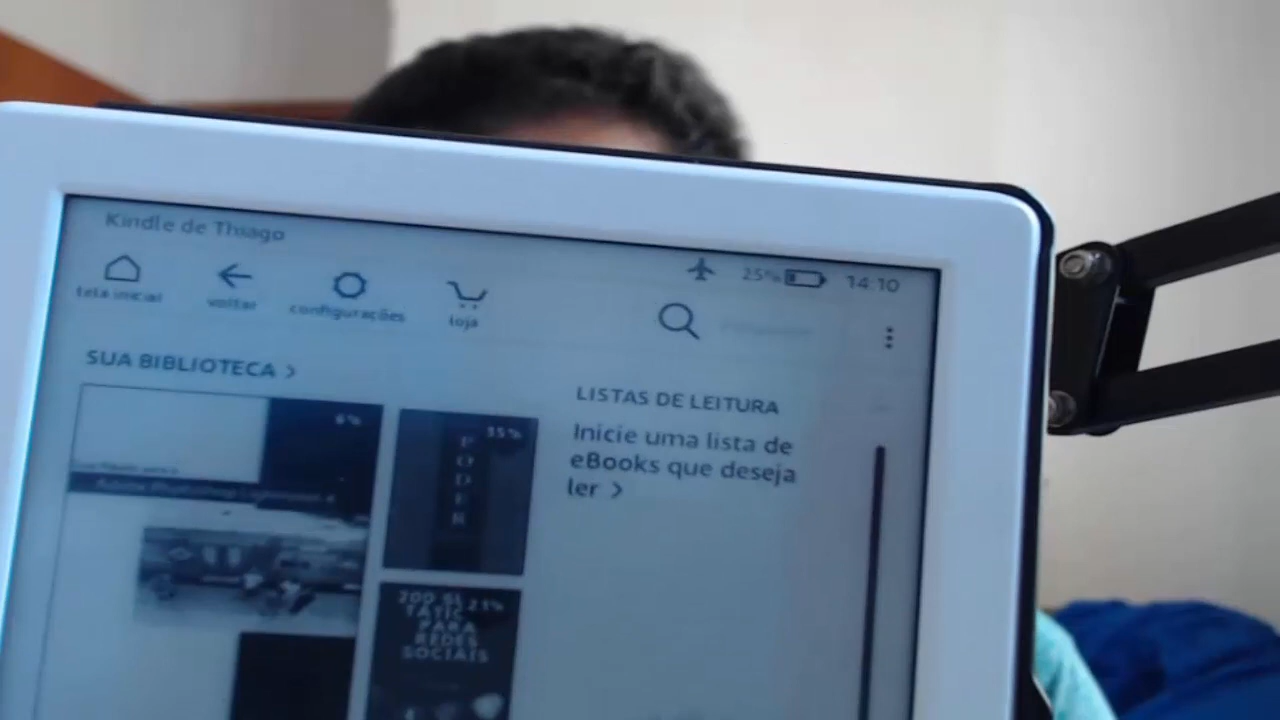 Kindle de Thiago
25% 14:10
tela inicial voltar configurações loja
SUA BIBLIOTECA >
LISTAS DE LEITURA
Inicie uma lista de
eBooks que deseja
ler >
6%
35%
PODER
21%
PARA
REDES
SOCIAIS